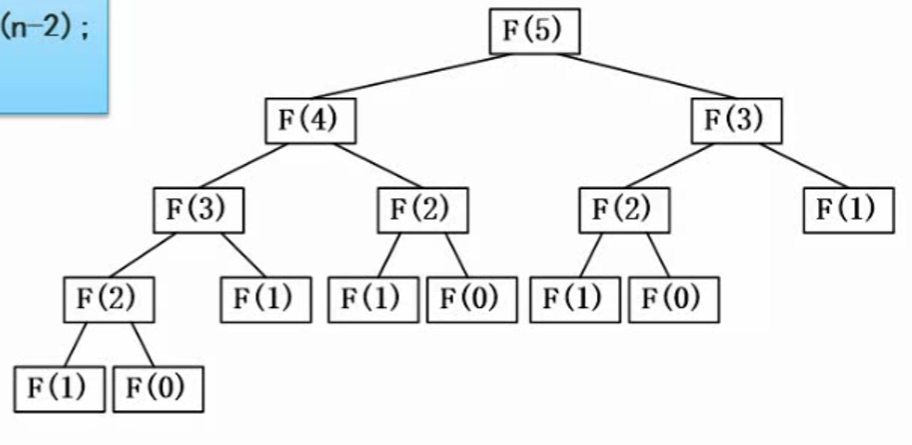 (n-2);
F(5)
F(4) F(3)
F(3) F(2) F(2) F(1)
F(2) F(1) F(1) F(0) F(1) F(0)
F(1) F(0)